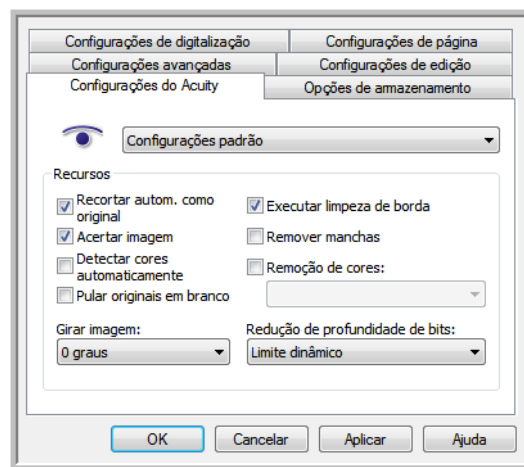 Configurações de digitalização
Configurações de página
Configurações avançadas
Configurações de edição
Configurações do Acuity
Opções de armazenamento
Configurações padrão
Recursos
Recortar autom. como
original
Executar limpeza de borda
Acertar imagem
Remover manchas
Detectar cores
automaticamente
Remoção de cores:
Pular originais em branco
Girar imagem:
Redução de profundidade de bits:
0 graus
Limite dinâmico
OK
Cancelar
Aplicar
Ajuda